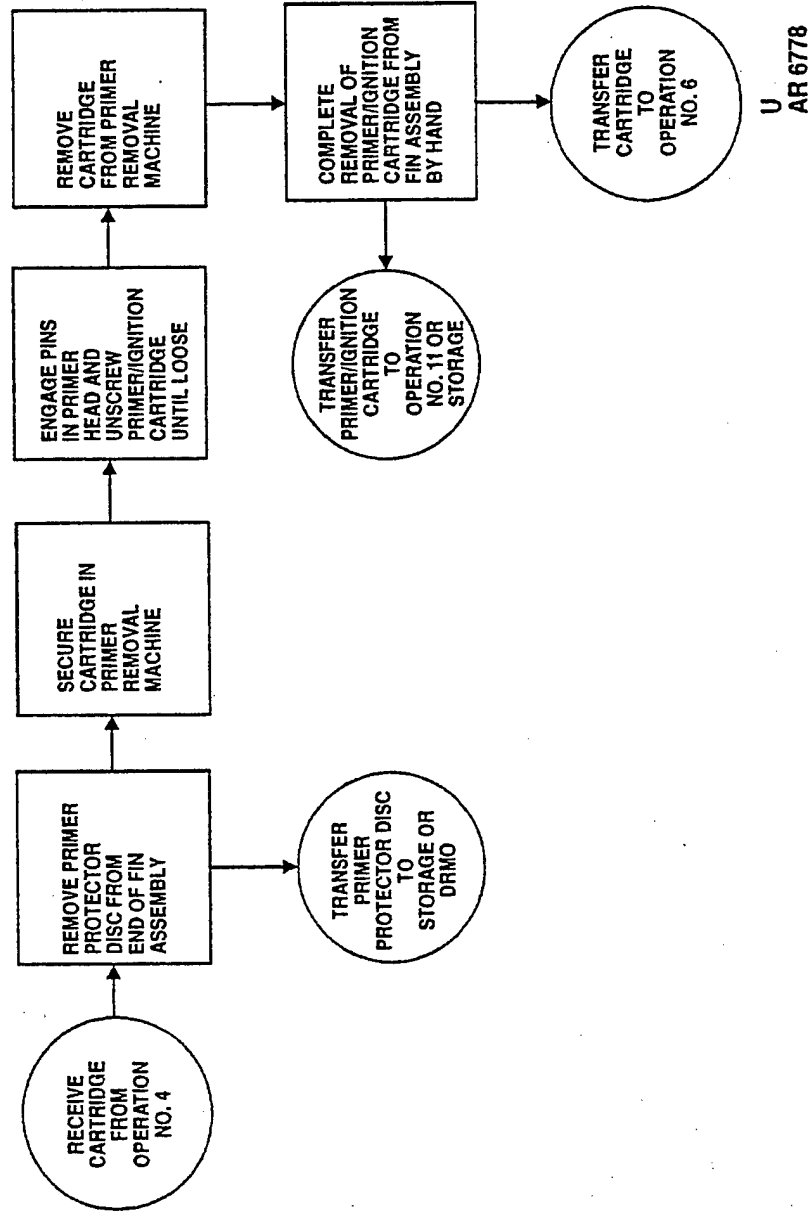 RECEIVE
CARTRIDGE
FROM
OPERATION
NO. 4
REMOVE PRIMER
PROTECTOR
DISC FROM
END OF FIN
ASSEMBLY
TRANSFER
PRIMER
PROTECTOR DISC
TO
STORAGE OR
DRMO
SECURE
CARTRIDGE IN
PRIMER
REMOVAL
MACHINE
ENGAGE PINS
IN PRIMER
HEAD AND
UNSCREW
PRIMER/IGNITION
CARTRIDGE
UNTIL LOOSE
REMOVE
CARTRIDGE
FROM PRIMER
REMOVAL
MACHINE
COMPLETE
REMOVAL OF
PRIMER/IGNITION
CARTRIDGE FROM
FIN ASSEMBLY
BY HAND
TRANSFER
PRIMER/IGNITION
CARTRIDGE
TO
OPERATION
NO. 11 OR
STORAGE
TRANSFER
CARTRIDGE
TO
OPERATION
NO. 6
U
AR 6778